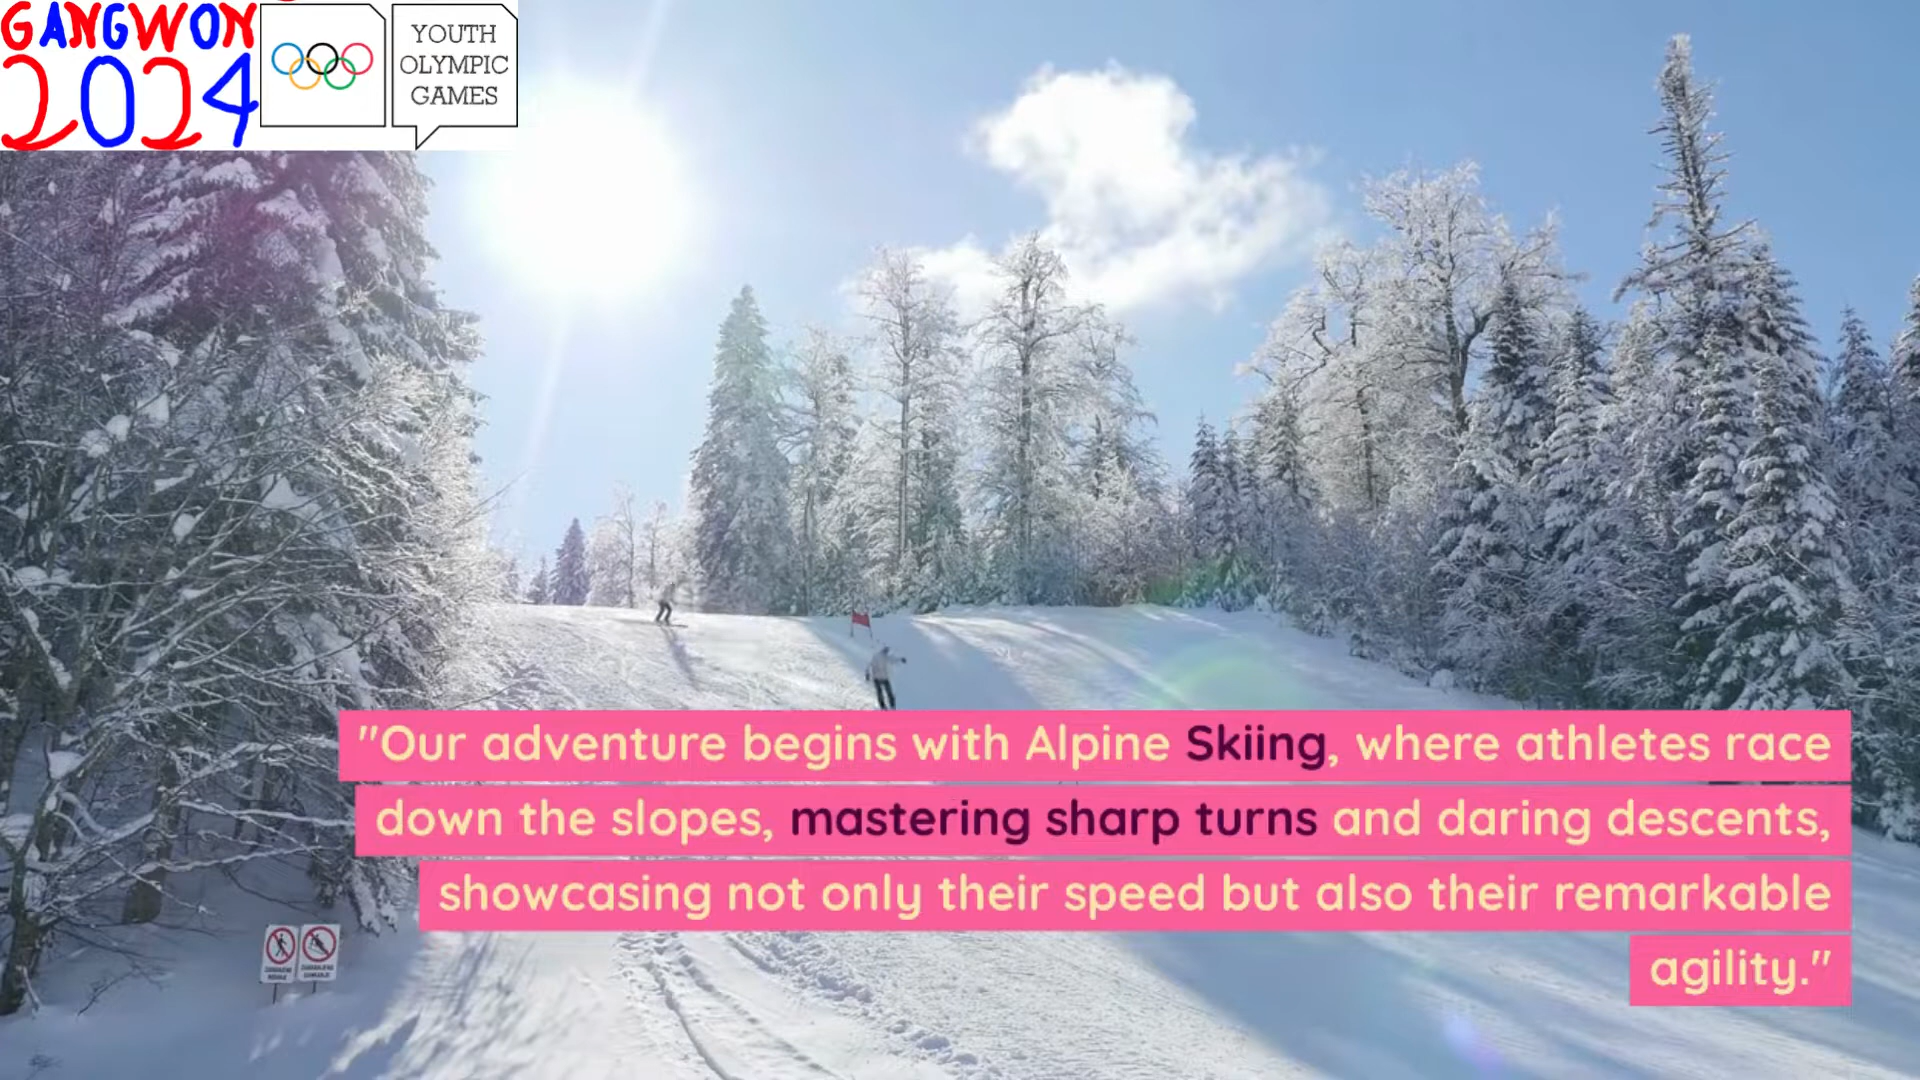 GANGWON
2024
YOUTH
OLYMPIC
GAMES
"Our adventure begins with Alpine Skiing, where athletes race
down the slopes, mastering sharp turns and daring descents,
showcasing not only their speed but also their remarkable
agility."